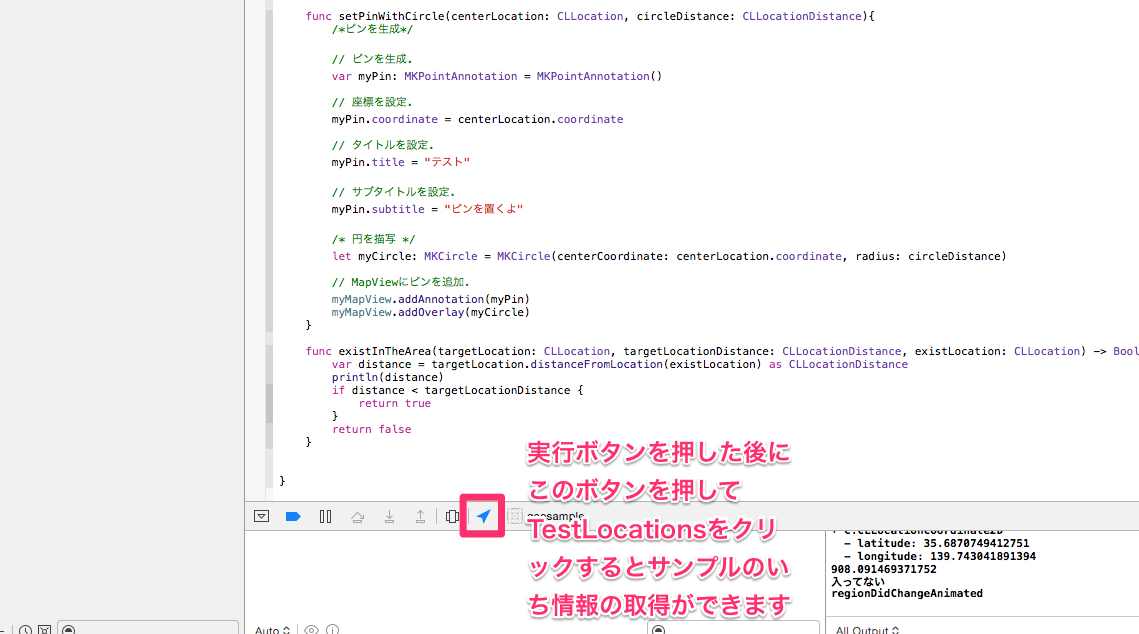 func setPinWithCircle(centerLocation: CLLocation, circleDistance: CLLocationDistance){
/*ピンを生成*/
// ピンを生成.
var myPin: MKPointAnnotation = MKPointAnnotation()
// 座標を設定.
myPin.coordinate = centerLocation.coordinate
// タイトルを設定.
myPin.title = "テスト"
// サブタイトルを設定.
myPin.subtitle = "ピンを置くよ"
/* 円を描写 */
let myCircle: MKCircle = MKCircle(centerCoordinate: centerLocation.coordinate, radius: circleDistance)
// MapViewにピンを追加.
myMapView.addAnnotation(myPin)
myMapView.addOverlay(myCircle)
}
func existInTheArea(targetLocation: CLLocation, targetLocationDistance: CLLocationDistance, existLocation: CLLocation) -> Bool
var distance = targetLocation.distanceFromLocation(existLocation) as CLLocationDistance
println(distance)
if distance < targetLocationDistance {
return true
}
return false
}
}
実行ボタンを押した後に
このボタンを押して
TestLocationsをクリ
ックするとサンプルのい
ち情報の取得ができます
- latitude: 35.6870749412751
- longitude: 139.743041891394
908.091469371752
入ってない
regionDidChangeAnimated
Auto
All Output